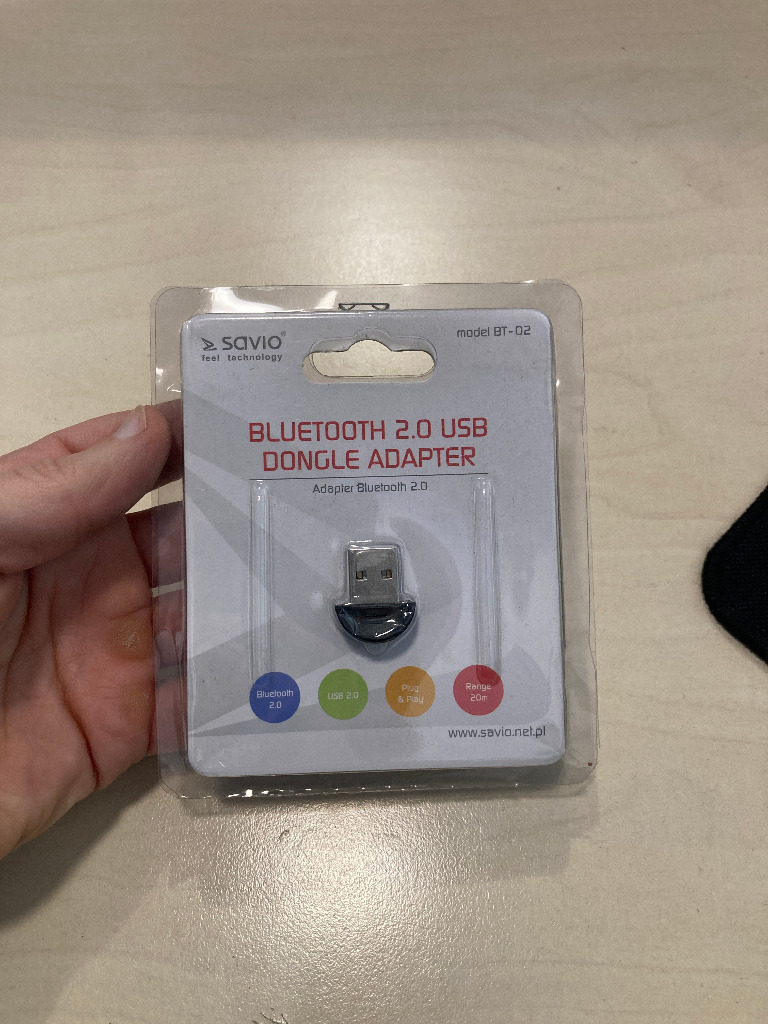 savio®
feel technology
model BT-02
BLUETOOTH 2.0 USB
DONGLE ADAPTER
Adapter Bluetooth 2.0
Bluetooth
2.0
USB 2.0
Plug
& Play
Range
20m
www.savio.net.pl